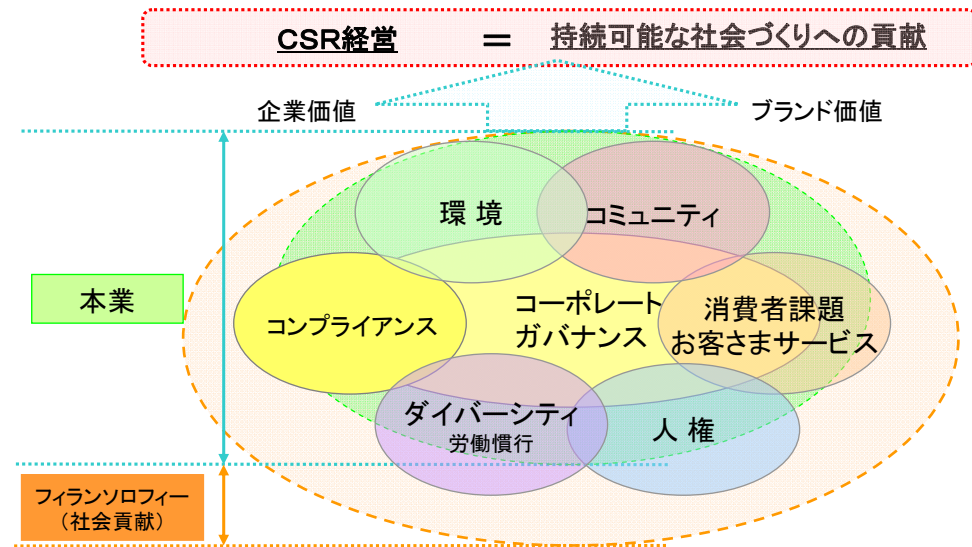 CSR経営 = 持続可能な社会づくりへの貢献
企業価値
ブランド価値
環 境
コミュニティ
本業
コンプライアンス
コーポレート
ガバナンス
消費者課題
お客さまサービス
ダイバーシティ
労働慣行
人 権
フィランソロフィー
(社会貢献)